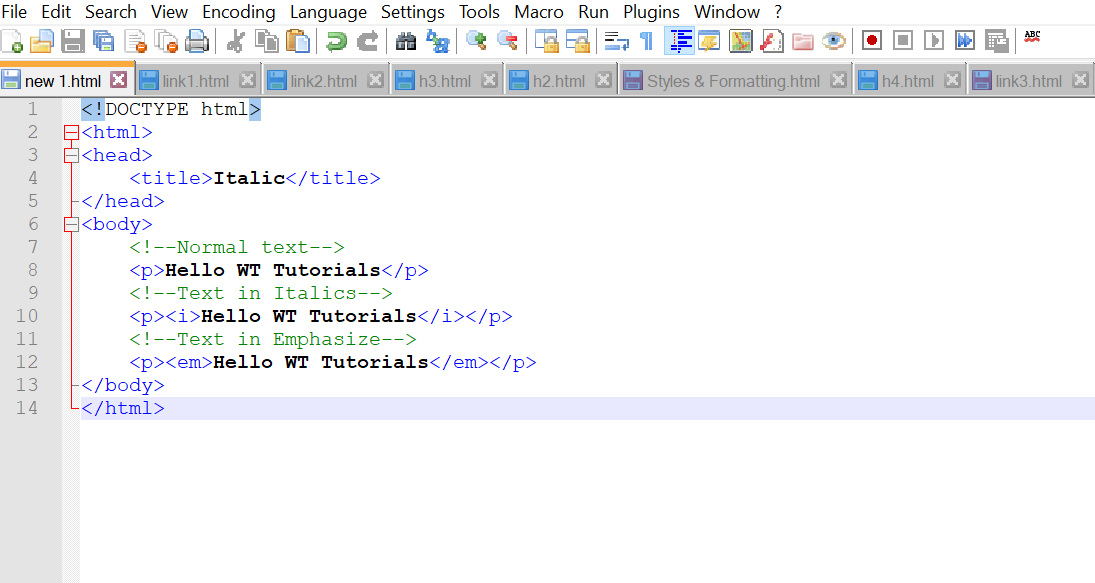 File Edit Search View Encoding Language Settings Tools Macro Run Plugins Window ?
ABC
new 1.html link1.html link2.html h3.html h2.html Styles & Formatting.html h4.html link3.html
1 <!DOCTYPE html>
2 <html>
3 <head>
4 <title>Italic</title>
5 </head>
6 <body>
7 <!--Normal text-->
8 <p>Hello WT Tutorials</p>
9 <!--Text in Italics-->
10 <p><i>Hello WT Tutorials</i></p>
11 <!--Text in Emphasize-->
12 <p><em>Hello WT Tutorials</em></p>
13 </body>
14 </html>